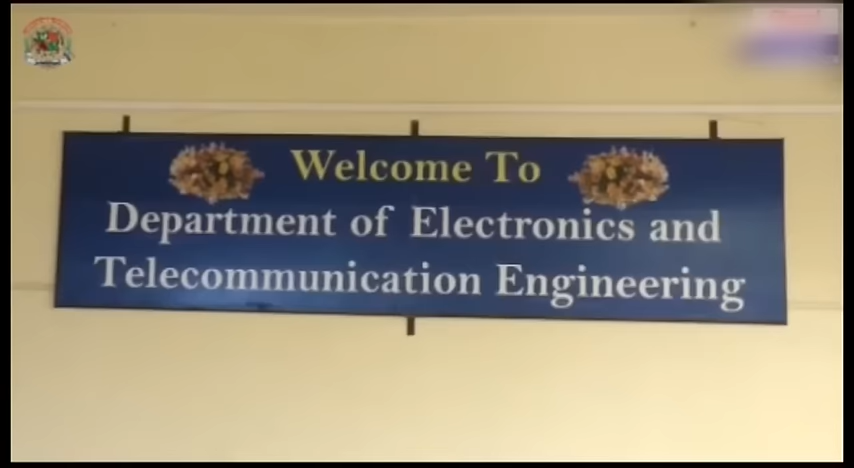 Welcome To
Department of Electronics and
Telecommunication Engineering